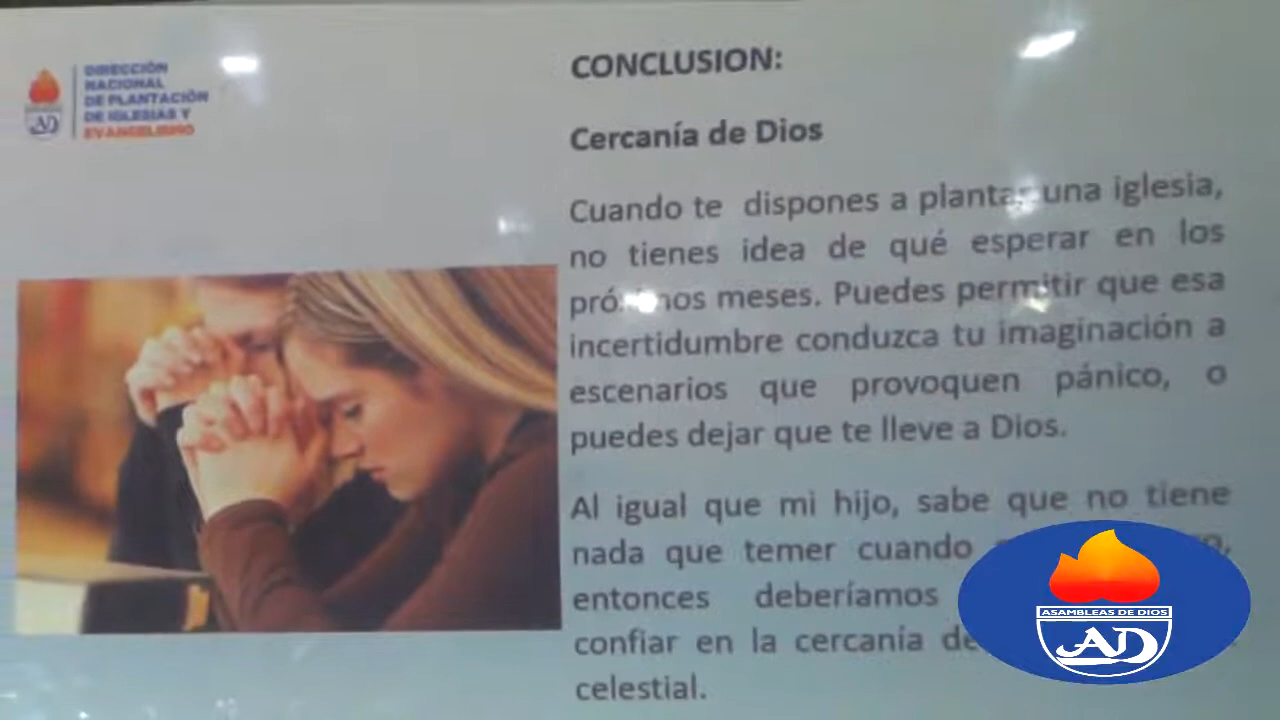 DIRECCIÓN
NACIONAL
DE PLANTACIÓN
DE IGLESIAS Y
EVANGELISMO
AD
CONCLUSION:
Cercanía de Dios
Cuando te dispones a plantar una iglesia,
no tienes idea de qué esperar en los
próximos meses. Puedes permitir que esa
incertidumbre conduzca tu imaginación a
escenarios que provoquen pánico, o
puedes dejar que te lleve a Dios.
Al igual que mi hijo, sabe que no tiene
nada que temer cuando
entonces deberíamos
confiar en la cercanía de
celestial.
ASAMBLEAS DE DIOS
AD